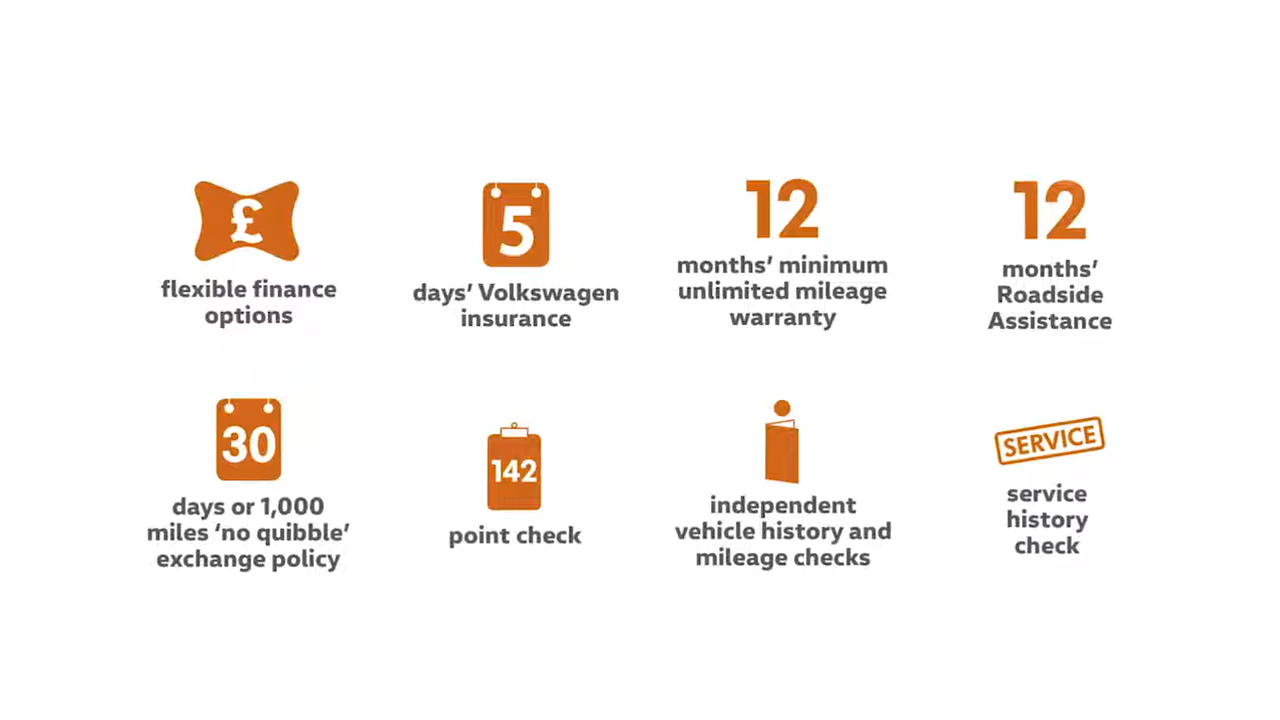 £
flexible finance
options
5
days’ Volkswagen
insurance
12
months’ minimum
unlimited mileage
warranty
12
months’
Roadside
Assistance
30
days or 1,000
miles ‘no quibble’
exchange policy
142
point check
independent
vehicle history and
mileage checks
SERVICE
service
history
check